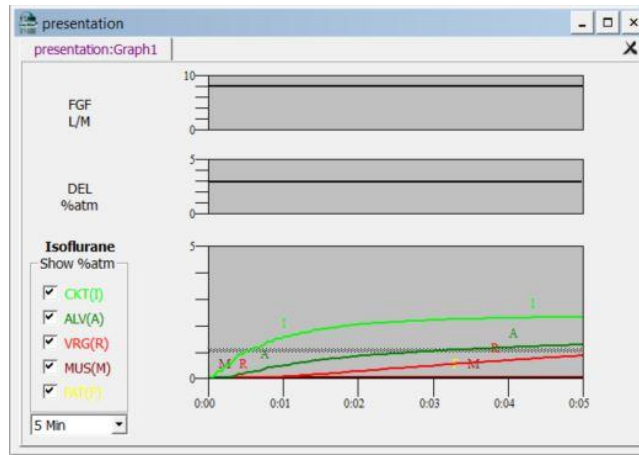 presentation
presentation:Graph1
10
FGF
L/M
0
5
DEL
%atm
0
Isoflurane
Show %atm
CKT(I)
ALV(A)
VRG(R)
MUS(M)
FAT(F)
5 Min
5
I
I
A
A
R
M R
F M
0
0:00 0:01 0:02 0:03 0:04 0:05